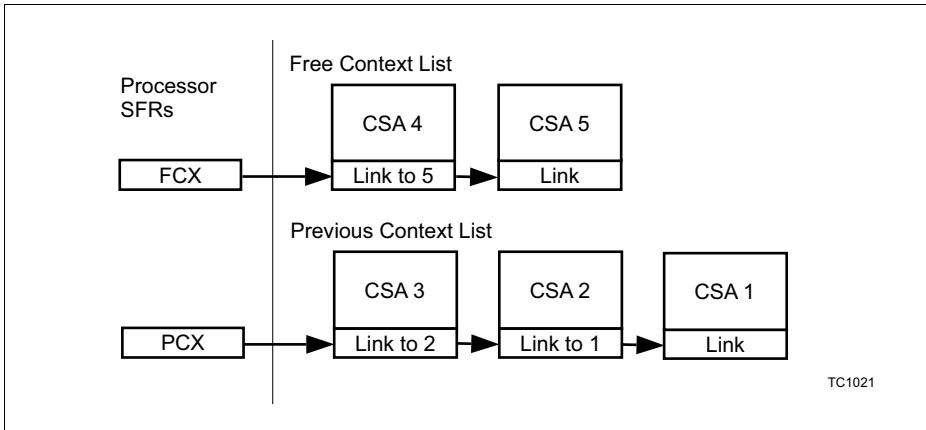 Free Context List
Processor
SFRs
CSA 4
CSA 5
FCX
Link to 5
Link
Previous Context List
CSA 3
CSA 2
CSA 1
PCX
Link to 2
Link to 1
Link
TC1021